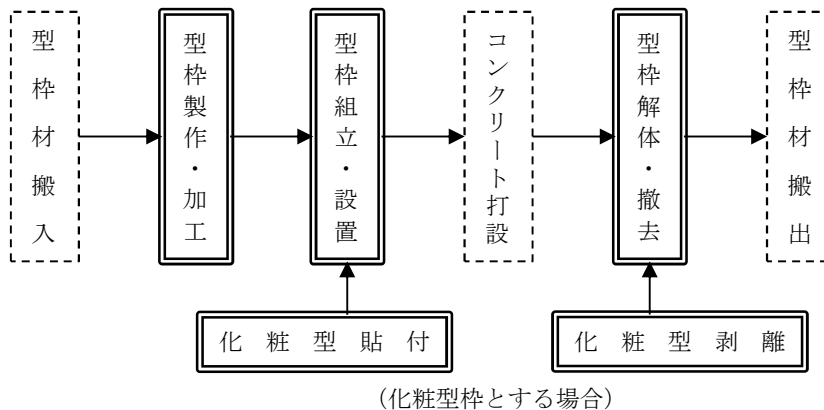 型枠材搬入
型枠製作・加工
型枠組立・設置
コンクリート打設
型枠解体・撤去
型枠材搬出
化粧型貼付
化粧型剥離
(化粧型枠とする場合)